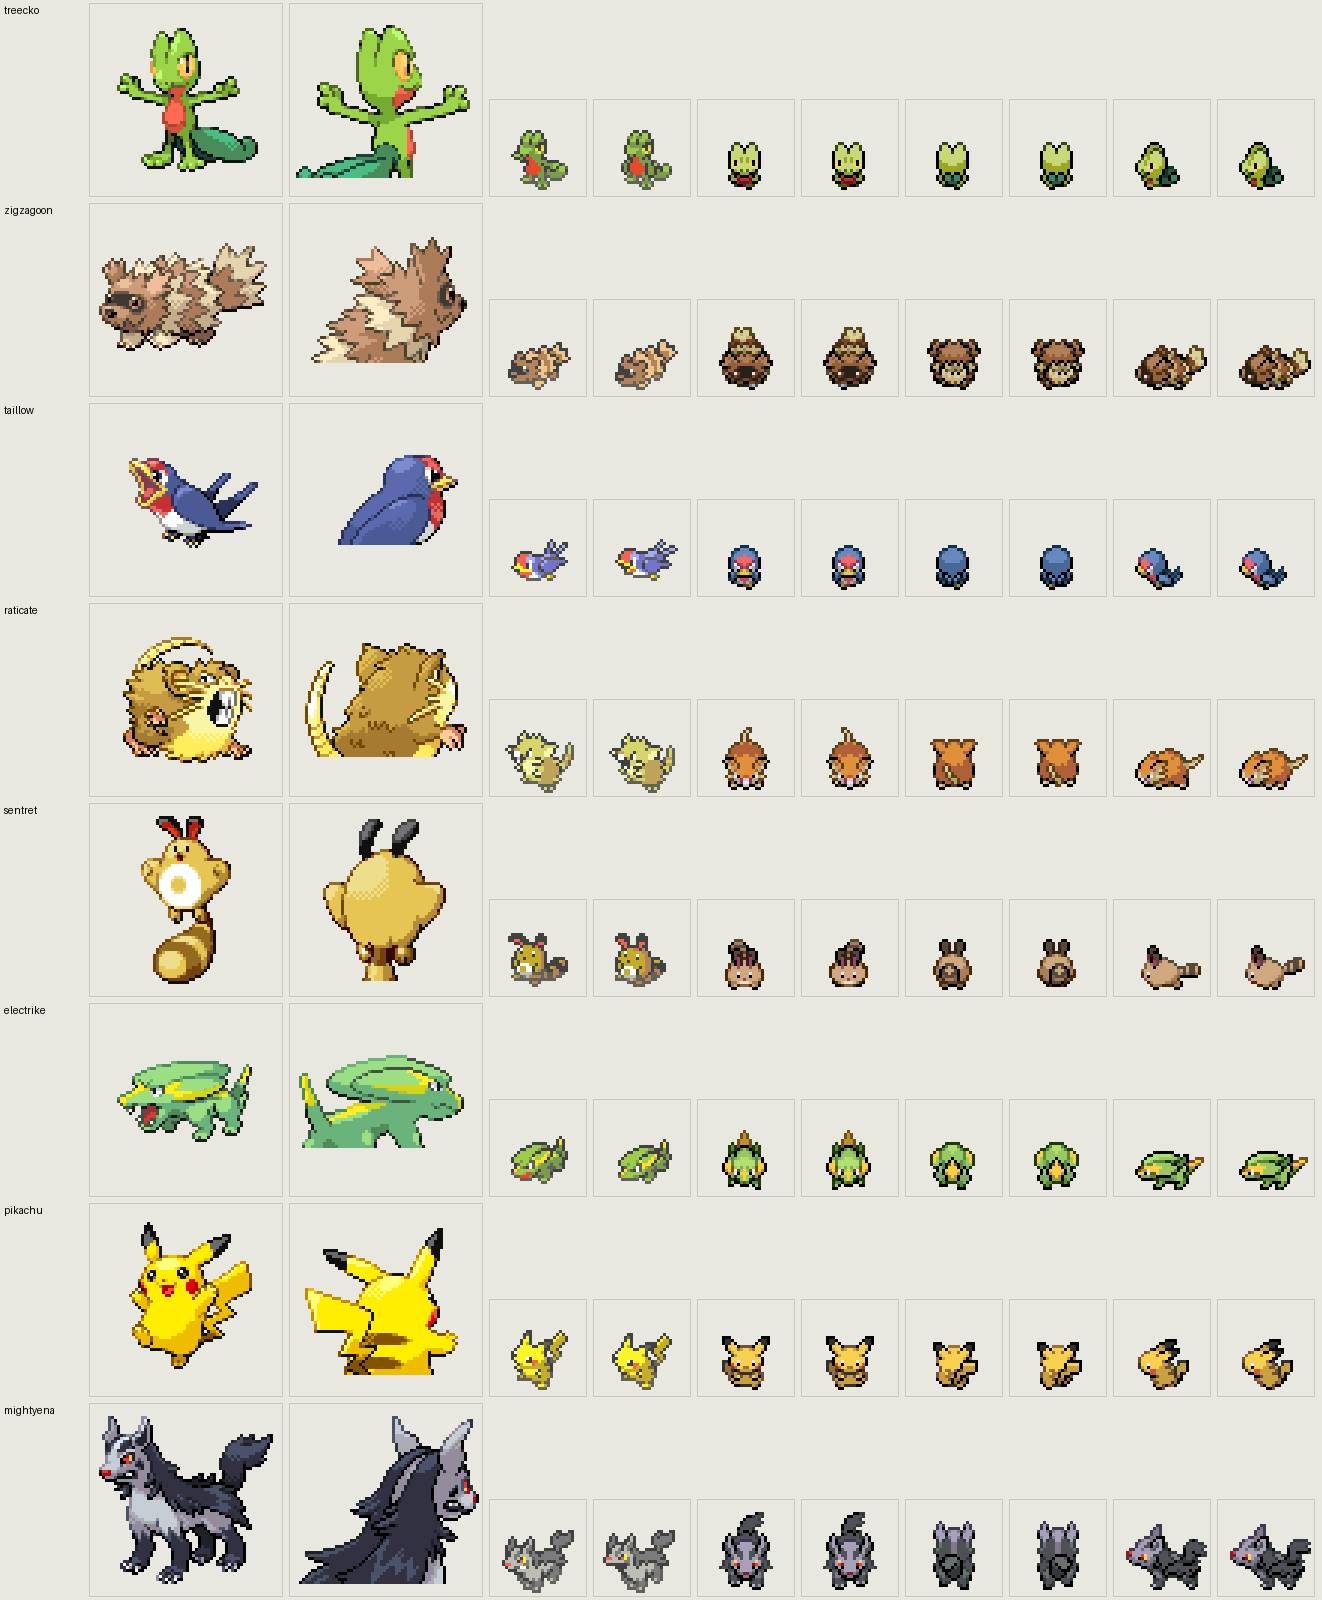 treecko
zigzagoon
taillow
raticate
sentret
electrike
pikachu
mightyena